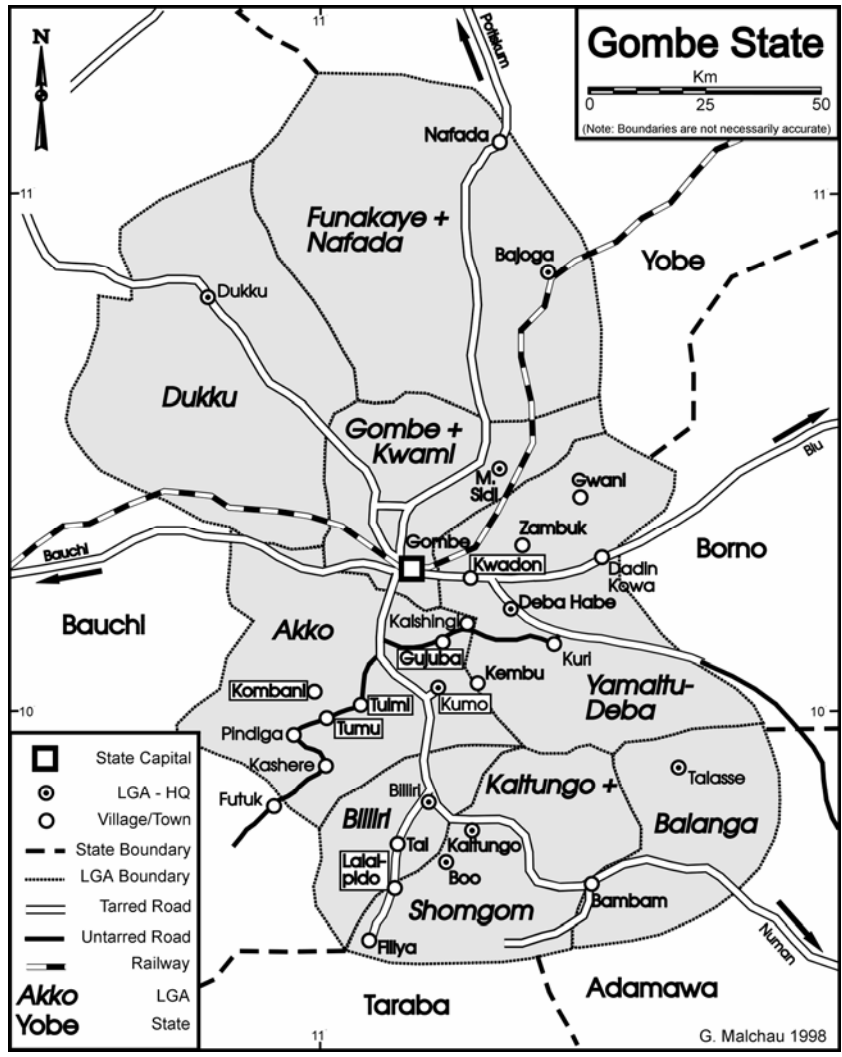 11
Potiskum
N
Gombe State
Km
0 25 50
(Note: Boundaries are not necessarily accurate)
Nafada
11
11
Funakaye +
Nafada
Bajoga
Yobe
Dukku
Dukku
Gombe +
Kwami
M.
Sidi
Gwani
Biu
Zambuk
Gombe
Bauchi
Kwadon
Dadin
Kowa
Borno
Deba Habe
Bauchi
Akko
Kalshingi
Gujuba
Kuri
Kembu
Kombani
Yamaltu-
Deba
Tulmi
Kumo
10
10
Tumu
Pindiga
Kashere
Futuk
Billiri
Kaltungo +
Talasse
Billiri
Tal
Kaltungo
Balanga
Lalai-
pido
Boo
Shomgom
Bambam
Filiya
Numan
Taraba
Adamawa
11
G. Malchau 1998
State Capital
LGA - HQ
Village/Town
State Boundary
LGA Boundary
Tarred Road
Untarred Road
Railway
Akko LGA
Yobe State